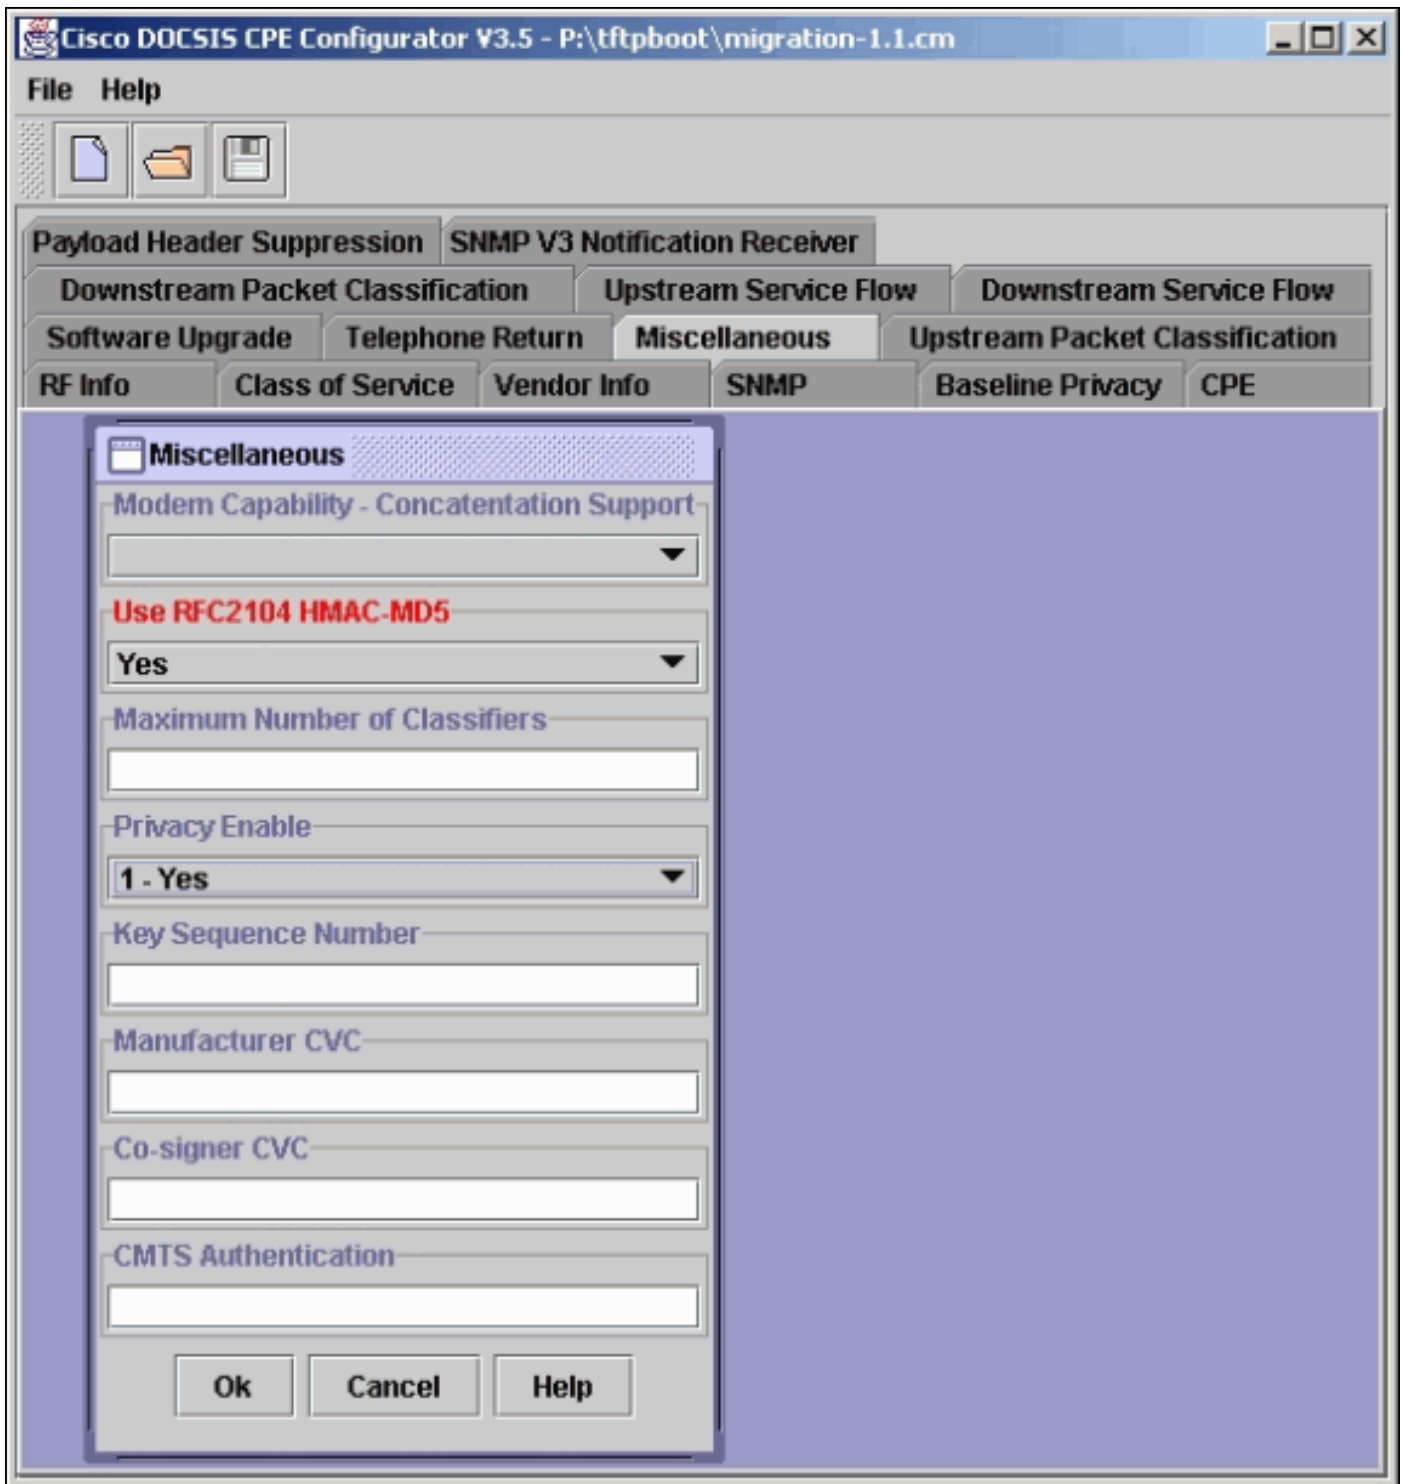 Cisco DOCSIS CPE Configurator V3.5 - P:\tftpboot\migration-1.1.cm
File Help
Payload Header Suppression SNMP V3 Notification Receiver
Downstream Packet Classification Upstream Service Flow Downstream Service Flow
Software Upgrade Telephone Return Miscellaneous Upstream Packet Classification
RF Info Class of Service Vendor Info SNMP Baseline Privacy CPE
Miscellaneous
Modem Capability - Concatentation Support
Use RFC2104 HMAC-MD5
Yes
Maximum Number of Classifiers
Privacy Enable
1 - Yes
Key Sequence Number
Manufacturer CVC
Co-signer CVC
CMTS Authentication
Ok Cancel Help